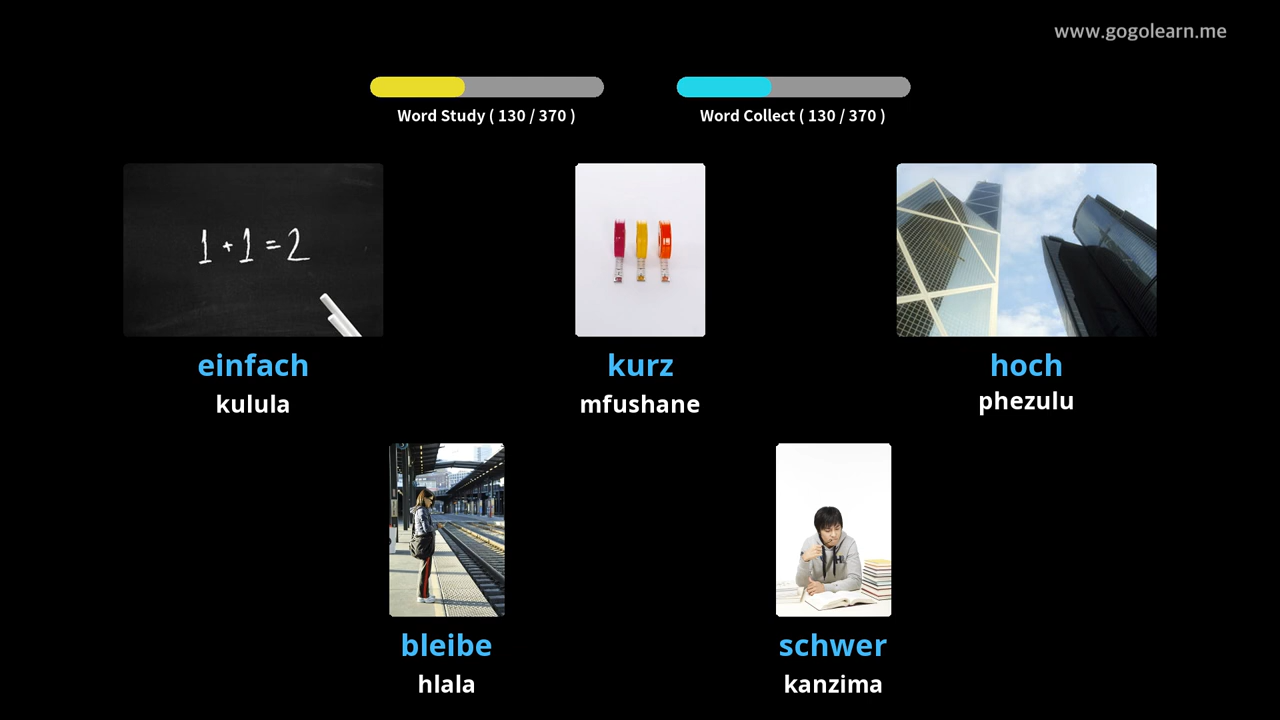 www.gogolearn.me
Word Study ( 130 / 370 )
Word Collect ( 130 / 370 )
1 + 1 = 2
einfach
kulula
kurz
mfushane
hoch
phezulu
bleibe
hlala
schwer
kanzima